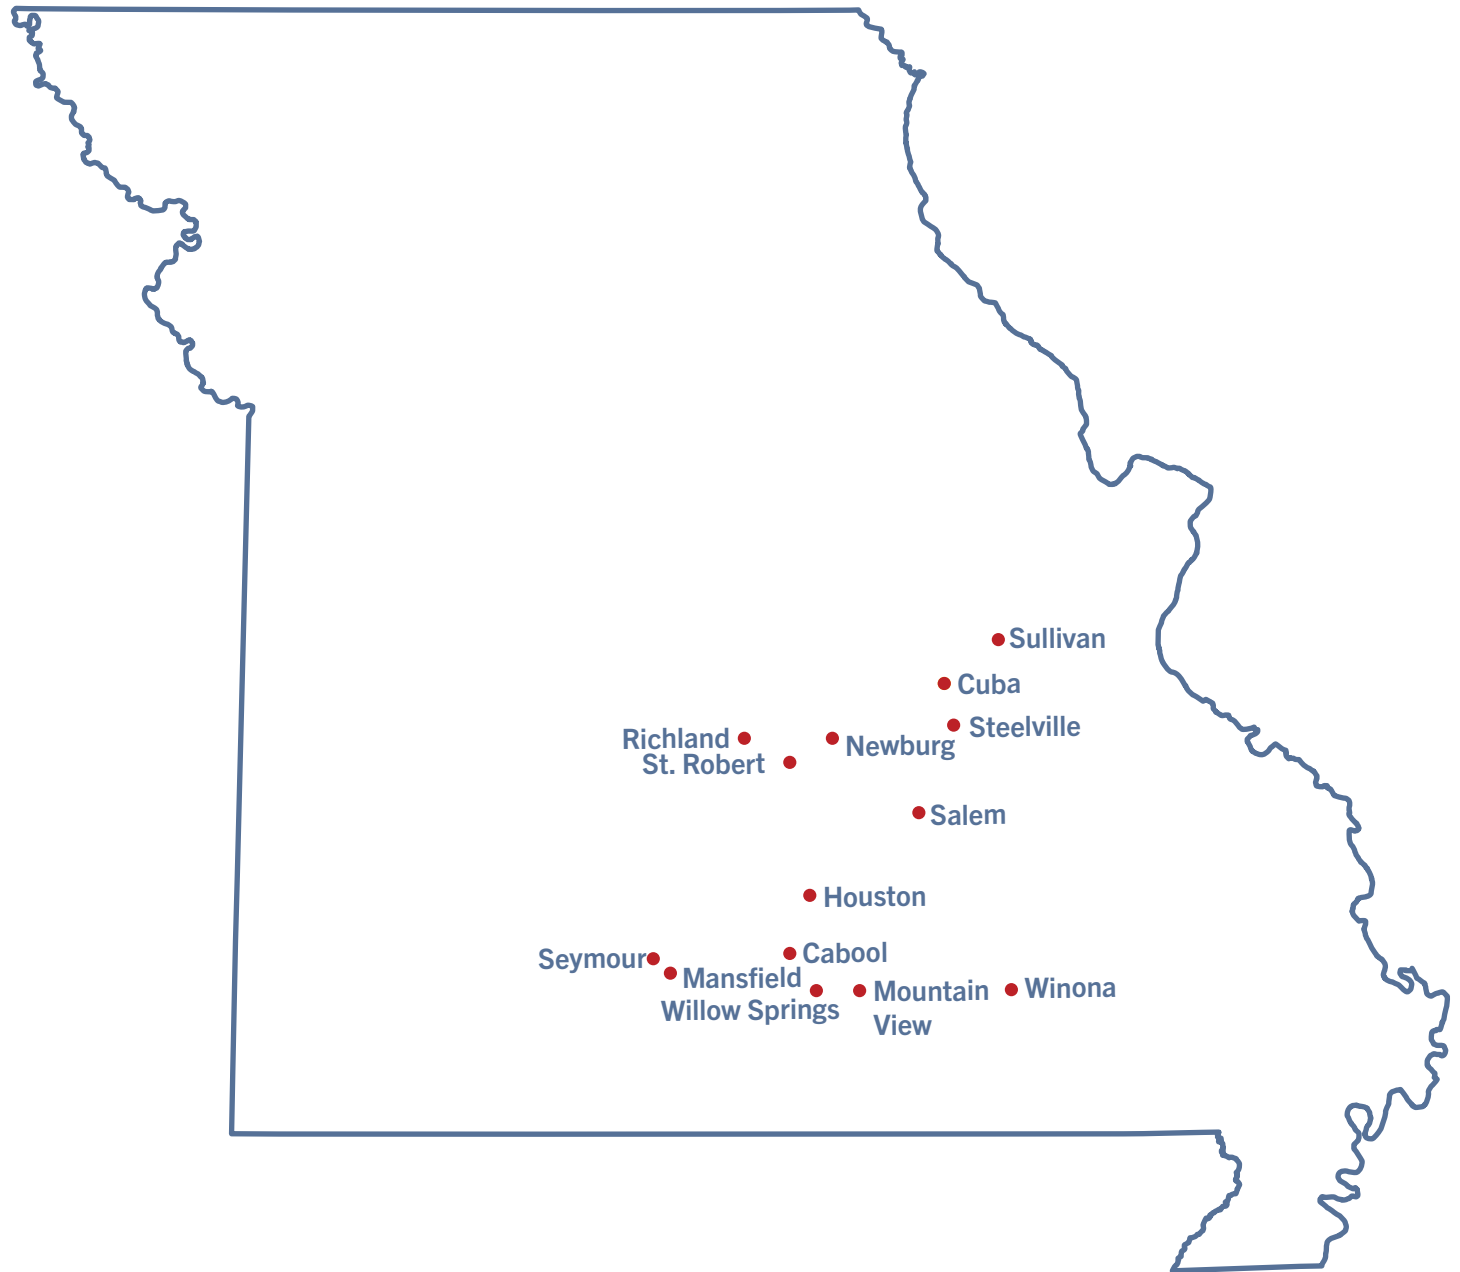 Sullivan
Cuba
Steelville
Richland
Newburg
St. Robert
Salem
Houston
Cabool
Seymour
Mansfield
Willow Springs
Mountain
View
Winona